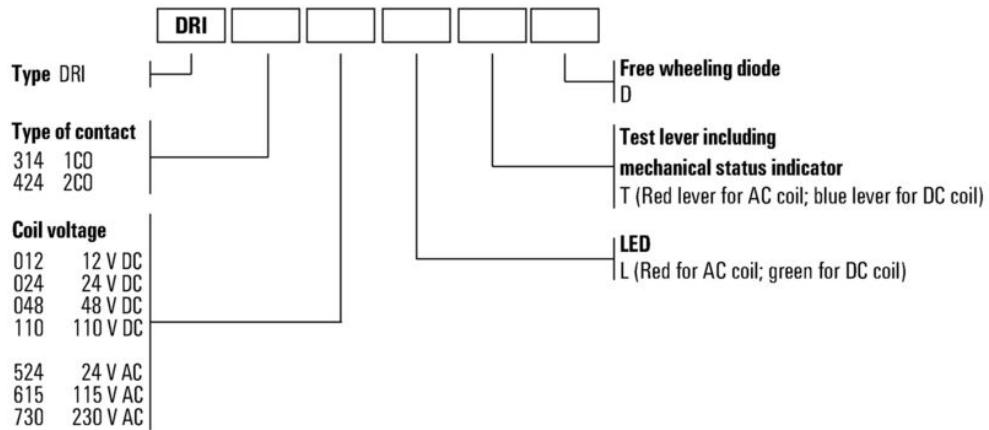 DRI
Type DRI
Type of contact
314 1CO
424 2CO
Coil voltage
012 12 V DC
024 24 V DC
048 48 V DC
110 110 V DC
524 24 V AC
615 115 V AC
730 230 V AC
Free wheeling diode
D
Test lever including
mechanical status indicator
T (Red lever for AC coil; blue lever for DC coil)
LED
L (Red for AC coil; green for DC coil)